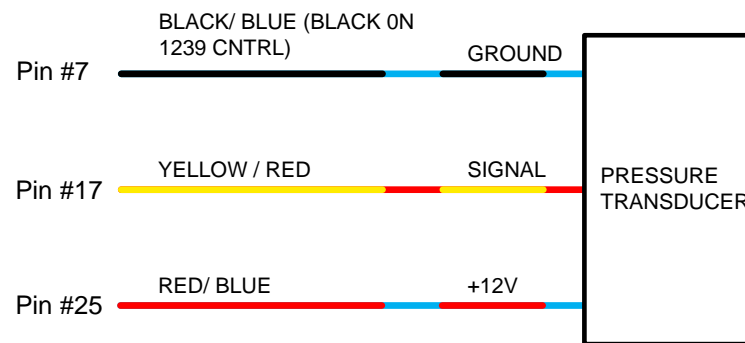 BLACK/ BLUE (BLACK 0N
1239 CNTRL)
Pin #7
GROUND
YELLOW / RED
SIGNAL
Pin #17
PRESSURE
TRANSDUCER
RED/ BLUE
+12V
Pin #25